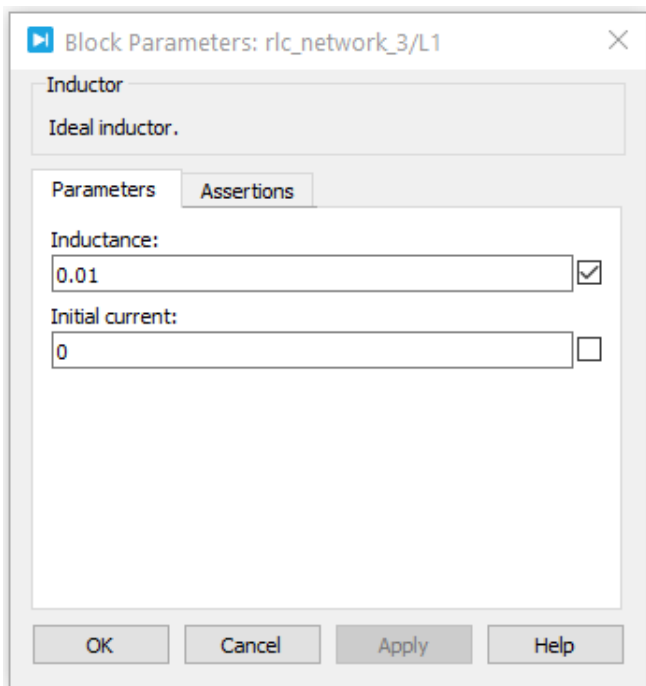 Block Parameters: rlc_network_3/L1
Inductor
Ideal inductor.
Parameters Assertions
Inductance:
0.01
Initial current:
0
OK Cancel Apply Help